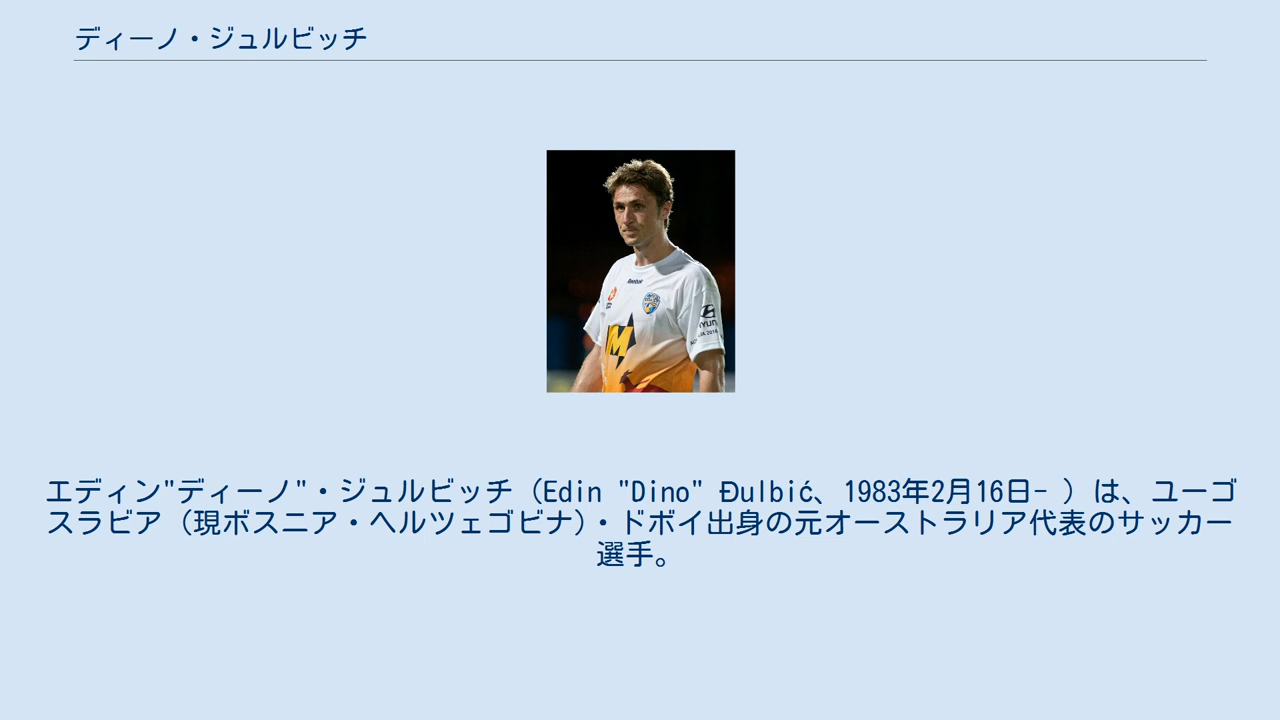 ディーノ・ジュルビッチ
Reebok
M
エディン"ディーノ"・ジュルビッチ（Edin "Dino" Đulbić、1983年2月16日– ）は、ユーゴ
スラビア（現ボスニア・ヘルツェゴビナ）・ドボイ出身の元オーストラリア代表のサッカー
選手。